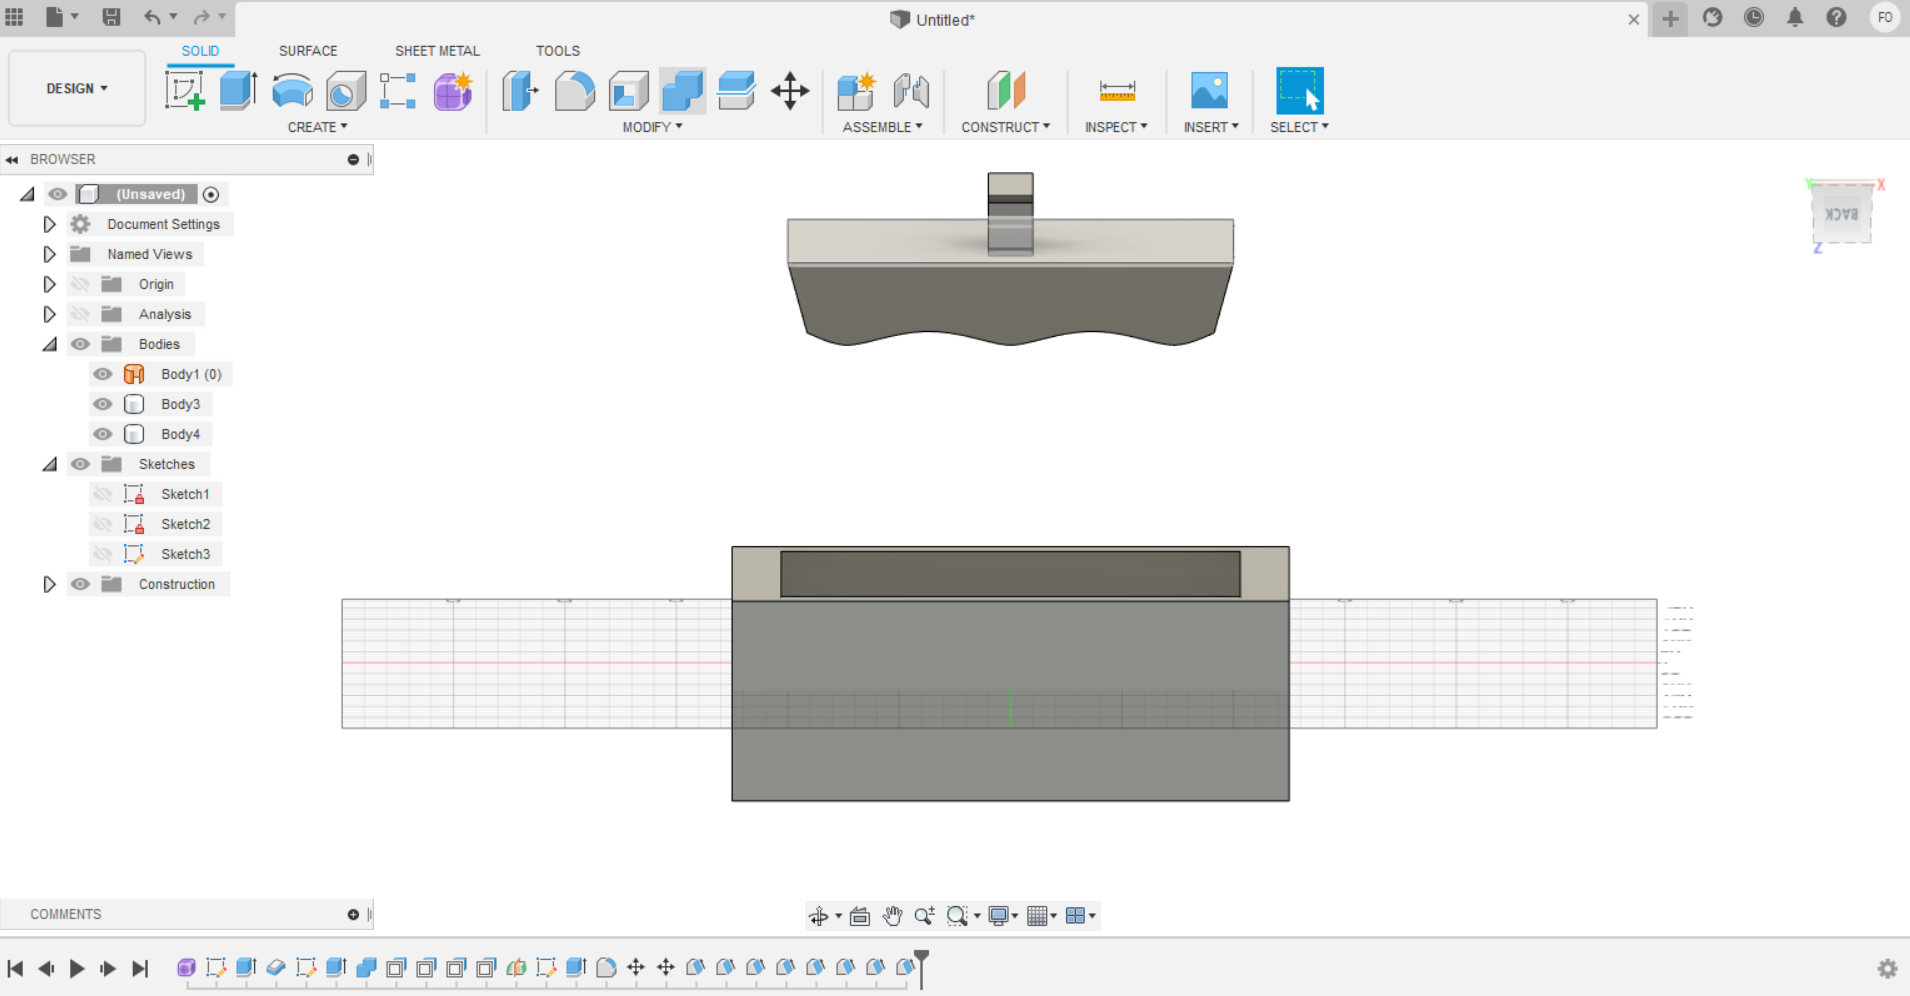 Untitled*
FO
SOLID
SURFACE
SHEET METAL
TOOLS
DESIGN
CREATE
MODIFY
ASSEMBLE
CONSTRUCT
INSPECT
INSERT
SELECT
BROWSER
(Unsaved)
Document Settings
Named Views
Origin
Analysis
Bodies
Body1 (0)
Body3
Body4
Sketches
Sketch1
Sketch2
Sketch3
Construction
Y
X
BACK
Z
COMMENTS